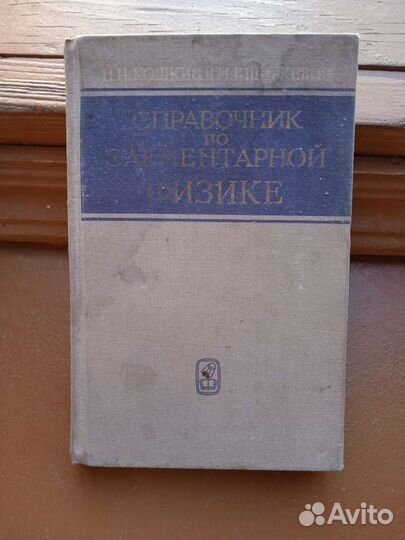 Н.И. КОШКИН, М.Г. ШИРКЕВИЧ
СПРАВОЧНИК
ПО
ЭЛЕМЕНТАРНОЙ
ФИЗИКЕ
Avito